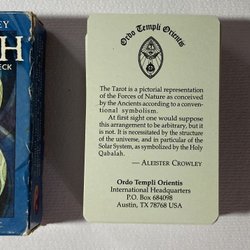 LEY
H
ECK
Ordo Templi Orientis
The Tarot is a pictorial representation
of the Forces of Nature as conceived
by the Ancients according to a conven-
tional symbolism.
At first sight one would suppose
this arrangement to be arbitrary, but it
is not. It is necessitated by the structure
of the universe, and in particular of the
Solar System, as symbolized by the Holy
Qabalah.
— ALEISTER CROWLEY
Ordo Templi Orientis
International Headquarters
P.O. Box 684098
Austin, TX 78768 USA